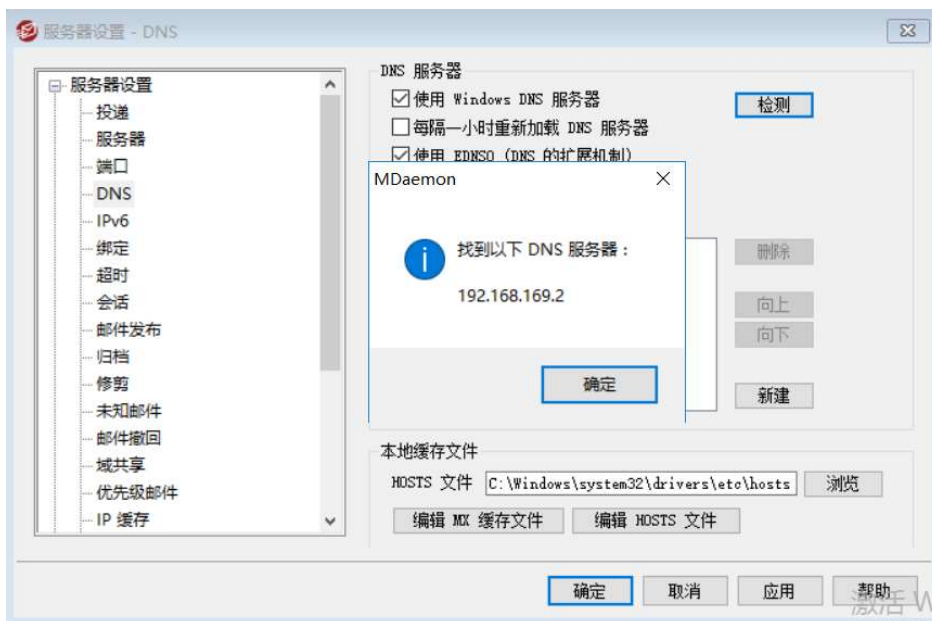 服务器设置 - DNS
服务器设置
投递
服务器
端口
DNS
IPv6
绑定
超时
会话
邮件发布
归档
修剪
未知邮件
邮件撤回
域共享
优先级邮件
IP 缓存
DNS 服务器
使用 Windows DNS 服务器
检测
每隔一小时重新加载 DNS 服务器
使用 EDNS0 (DNS 的扩展机制)
MDaemon
找到以下 DNS 服务器：
192.168.169.2
确定
删除
向上
向下
新建
本地缓存文件
HOSTS 文件 C:\Windows\system32\drivers\etc\hosts 浏览
编辑 MX 缓存文件 编辑 HOSTS 文件
确定 取消 应用 帮助
激活 W